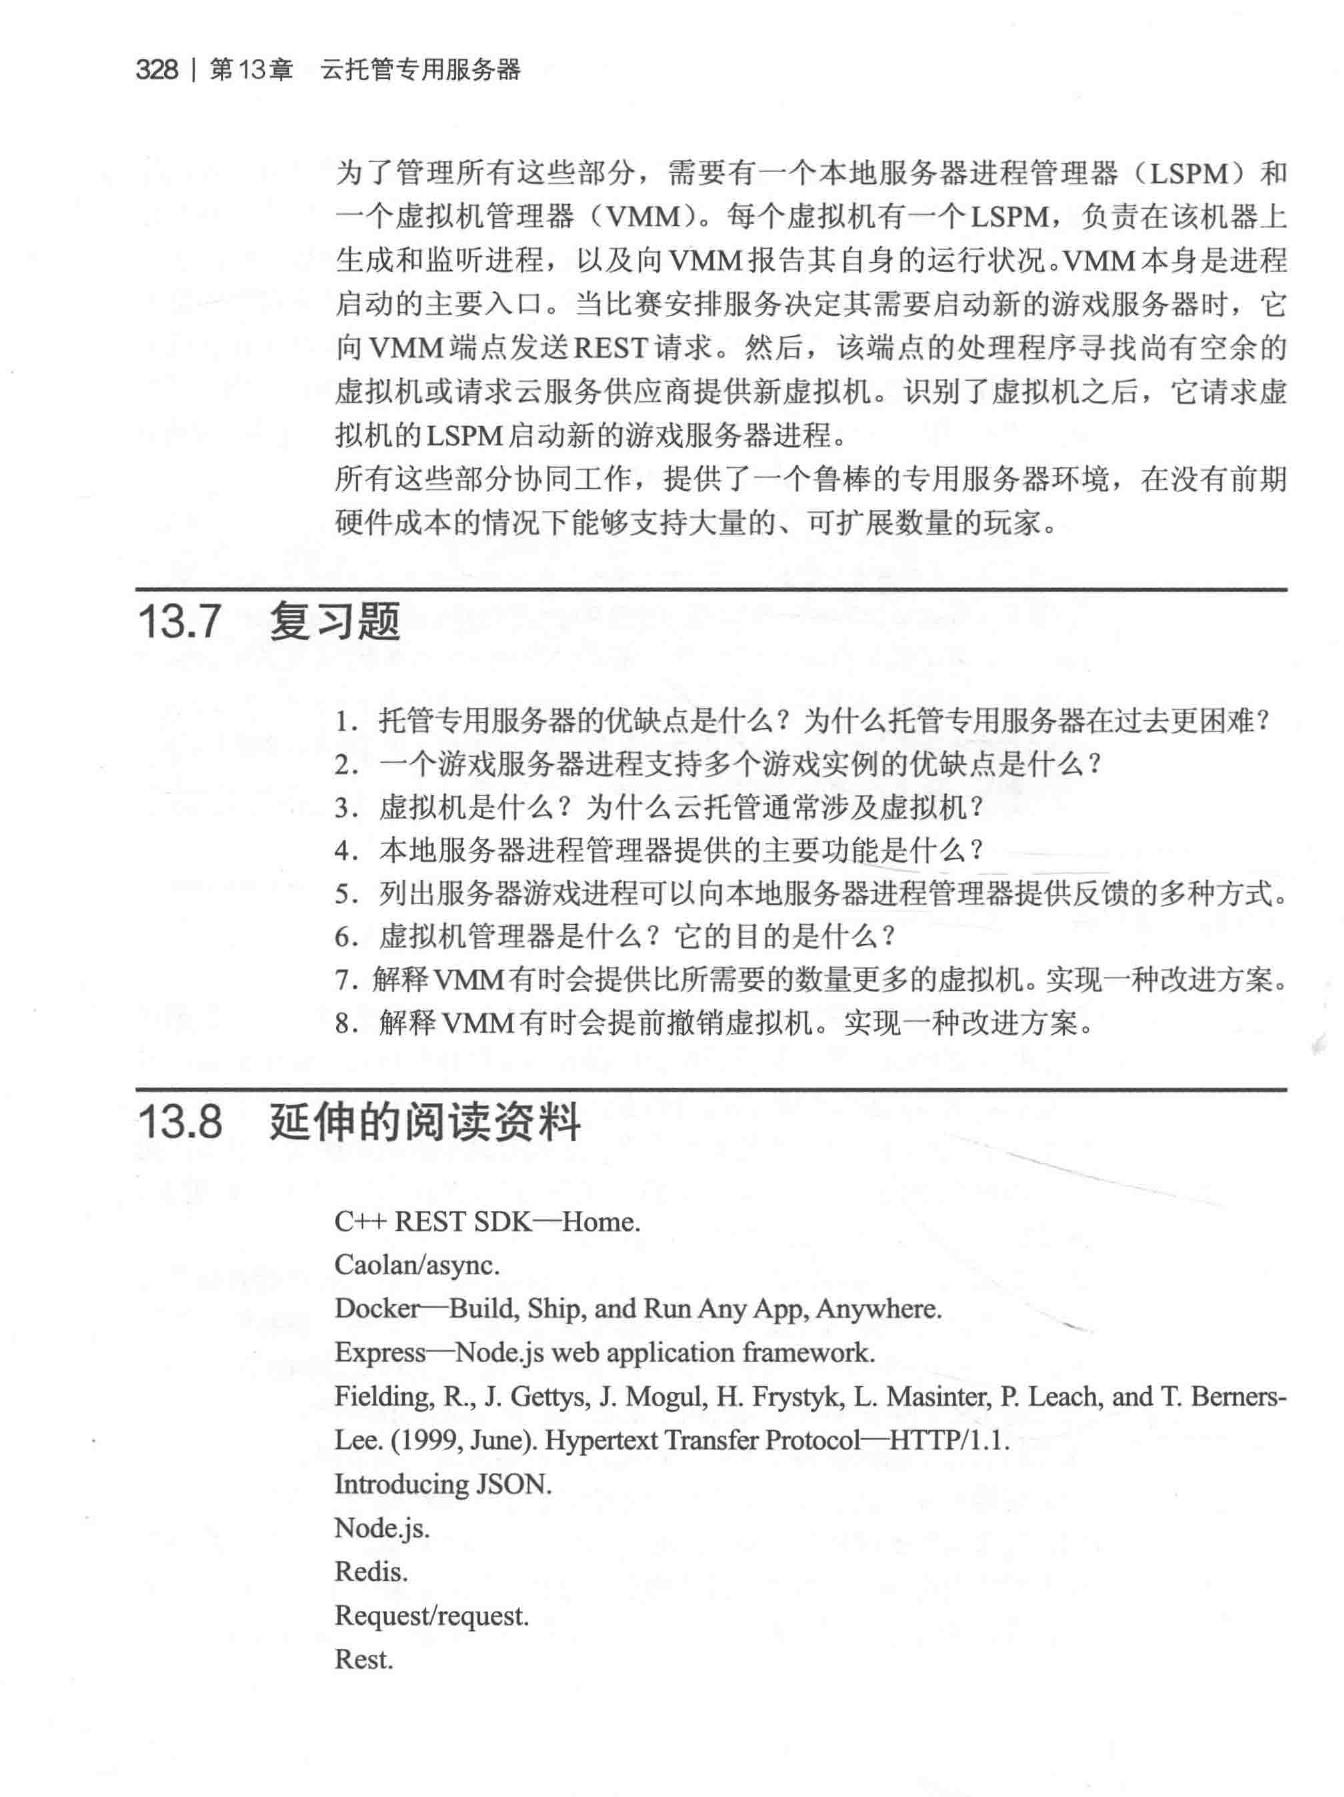 328 | 第13章 云托管专用服务器
为了管理所有这些部分，需要有一个本地服务器进程管理器（LSPM）和
一个虚拟机管理器（VMM）。每个虚拟机有一个LSPM，负责在该机器上
生成和监听进程，以及向VMM报告其自身的运行状况。VMM本身是进程
启动的主要入口。当比赛安排服务决定其需要启动新的游戏服务器时，它
向VMM端点发送REST请求。然后，该端点的处理程序寻找尚有空余的
虚拟机或请求云服务供应商提供新虚拟机。识别了虚拟机之后，它请求虚
拟机的LSPM启动新的游戏服务器进程。
所有这些部分协同工作，提供了一个鲁棒的专用服务器环境，在没有前期
硬件成本的情况下能够支持大量的、可扩展数量的玩家。
13.7 复习题
1. 托管专用服务器的优缺点是什么？为什么托管专用服务器在过去更困难？
2. 一个游戏服务器进程支持多个游戏实例的优缺点是什么？
3. 虚拟机是什么？为什么云托管通常涉及虚拟机？
4. 本地服务器进程管理器提供的主要功能是什么？
5. 列出服务器游戏进程可以向本地服务器进程管理器提供反馈的多种方式。
6. 虚拟机管理器是什么？它的目的是什么？
7. 解释VMM有时会提供比所需要的数量更多的虚拟机。实现一种改进方案。
8. 解释VMM有时会提前撤销虚拟机。实现一种改进方案。
13.8 延伸的阅读资料
C++ REST SDK—Home.
Caolan/async.
Docker—Build, Ship, and Run Any App, Anywhere.
Express—Node.js web application framework.
Fielding, R., J. Gettys, J. Mogul, H. Frystyk, L. Masinter, P. Leach, and T. Berners-
Lee. (1999, June). Hypertext Transfer Protocol—HTTP/1.1.
Introducing JSON.
Node.js.
Redis.
Request/request.
Rest.